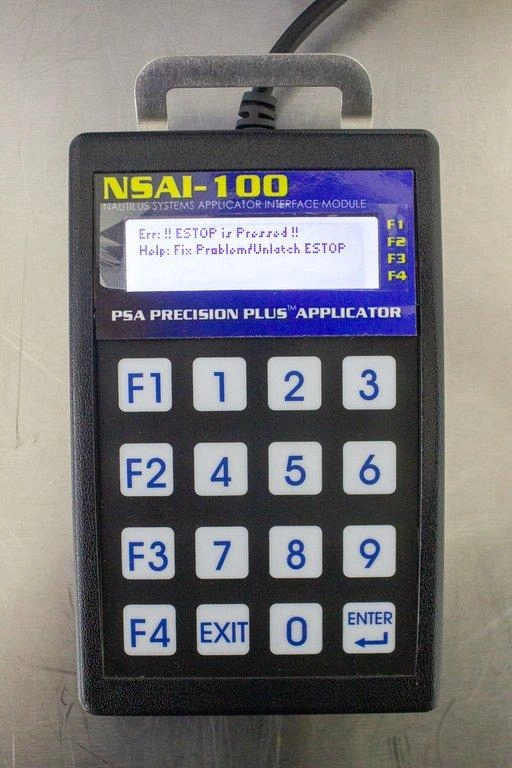 NSAI-100
NAUTILUS SYSTEMS APPLICATOR INTERFACE MODULE
Err: !! ESTOP is Pressed !!
Help: Fix Problem/Unlatch ESTOP
F1
F2
F3
F4
PSA PRECISION PLUS™ APPLICATOR
F1 1 2 3
F2 4 5 6
F3 7 8 9
F4 EXIT 0 ENTER